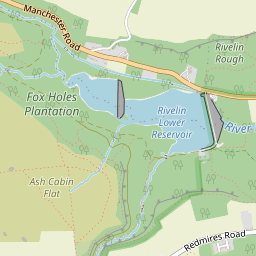 Manchester Road
Rivelin
Rough
Fox Holes
Plantation
Rivelin
Lower
Reservoir
River
Ash Cabin
Flat
Redmires Road